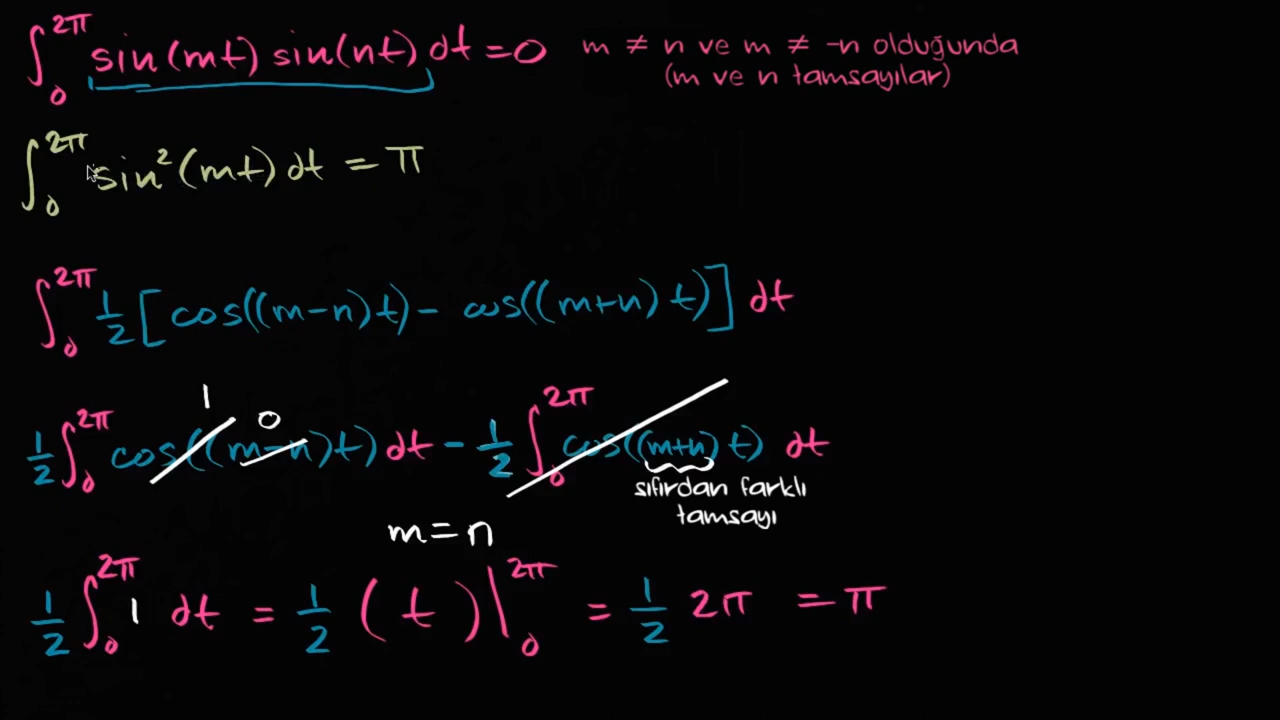 ∫₀^2π sin(mt) sin(nt) dt = 0 m ≠ n ve m ≠ -n olduğunda
(m ve n tamsayılar)
∫₀^2π sin²(mt) dt = π
∫₀^2π 1/2 [cos((m-n)t) - cos((m+n)t)] dt
1 0
1/2 ∫₀^2π cos((m-n)t) dt - 1/2 ∫₀^2π cos((m+n)t) dt
sıfırdan farklı
tamsayı
m = n
1/2 ∫₀^2π 1 dt = 1/2 (t)|₀^2π = 1/2 2π = π